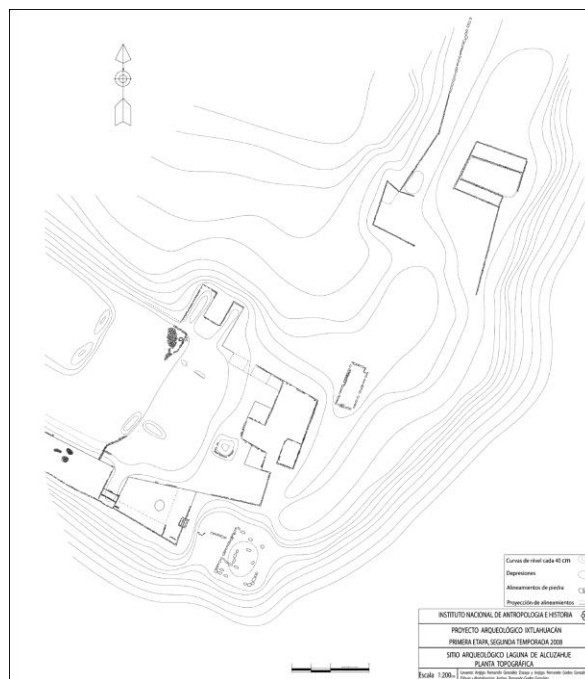 Curvas de nivel cada 40 cm
Depresiones
Alineamientos de piedra
Proyección de alineamientos
INSTITUTO NACIONAL DE ANTROPOLOGIA E HISTORIA
PROYECTO ARQUEOLÓGICO IXTLAHUACÁN
PRIMERA ETAPA, SEGUNDA TEMPORADA 2008
SITIO ARQUEOLÓGICO LAGUNA DE ALCUZAHUE
PLANTA TOPOGRÁFICA
Escala 1:200